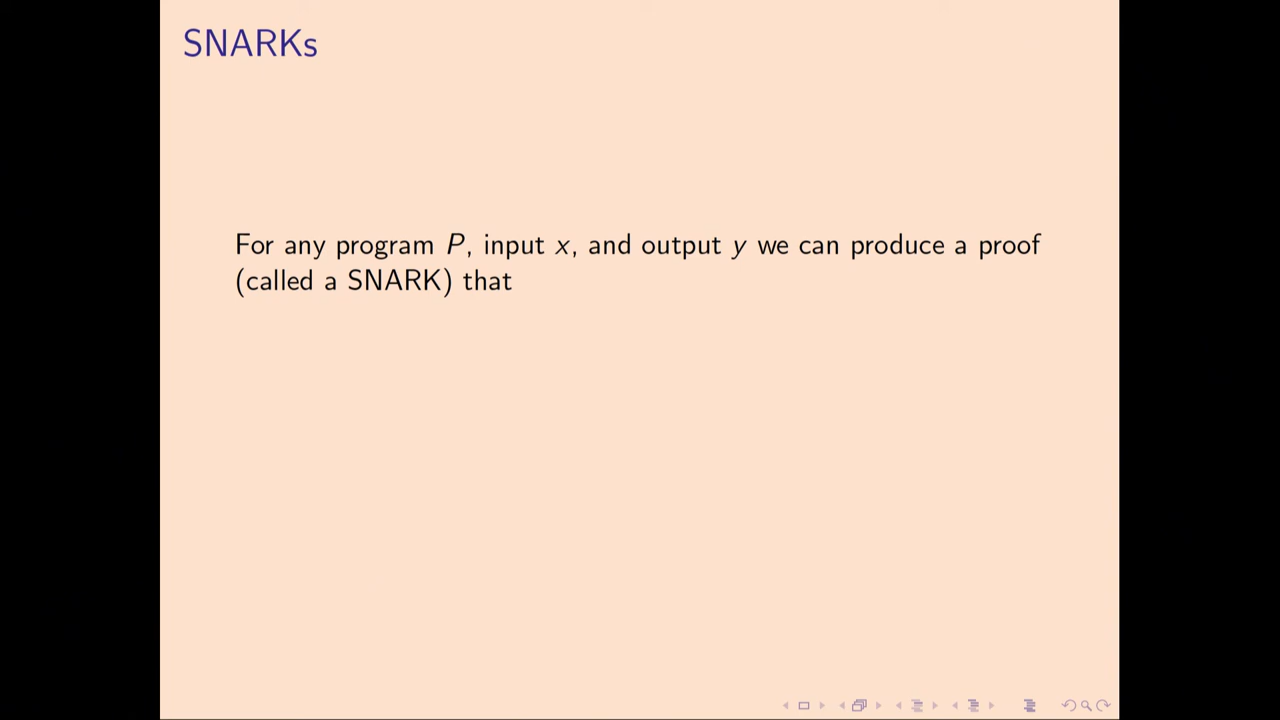 SNARKs
For any program P, input x, and output y we can produce a proof
(called a SNARK) that